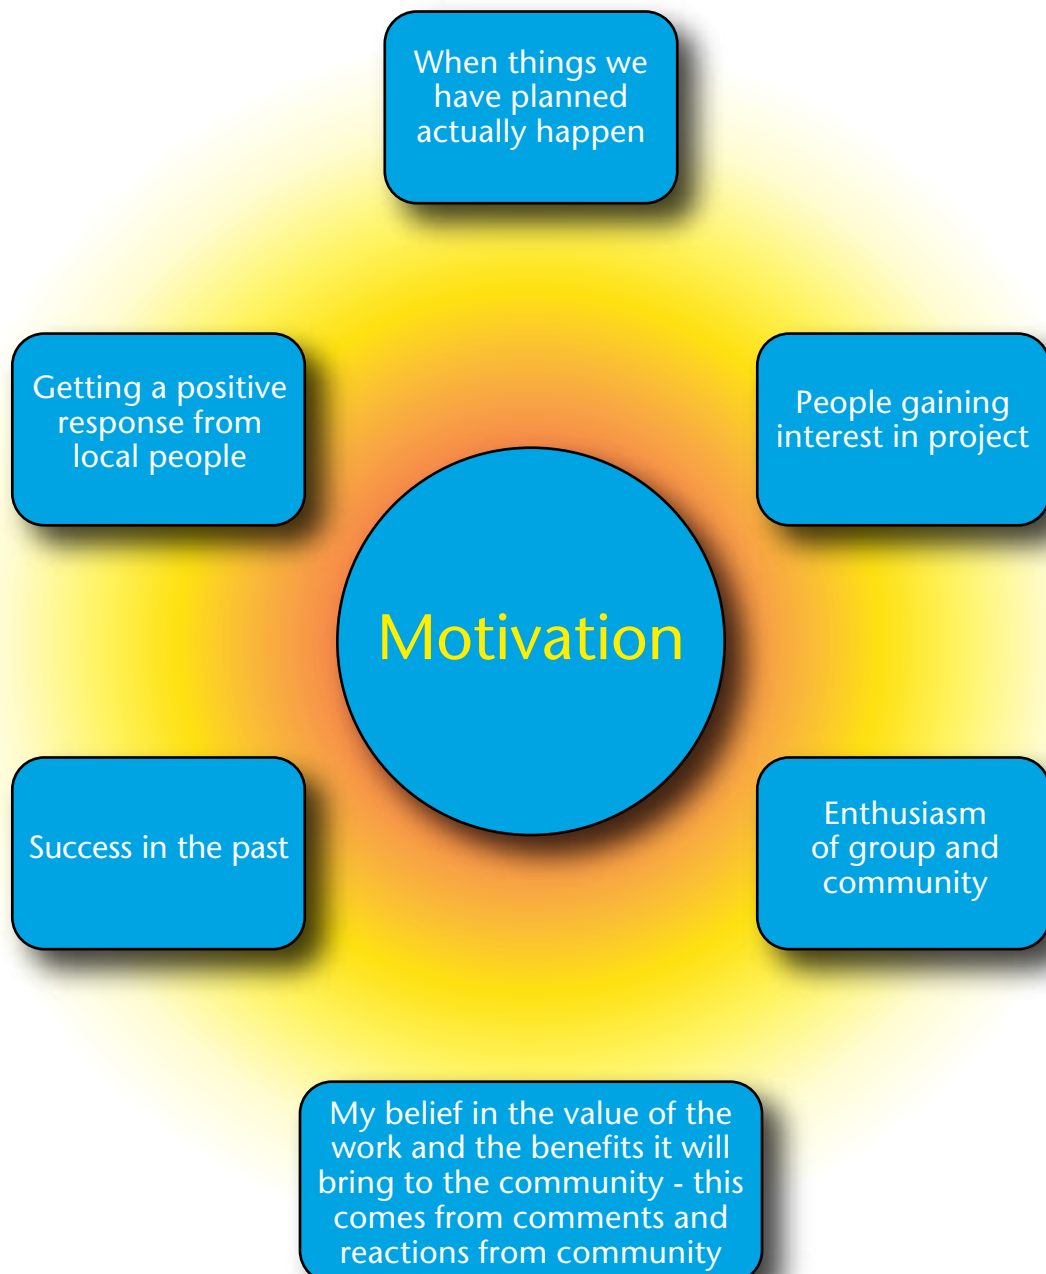 When things we
have planned
actually happen
Getting a positive
response from
local people
People gaining
interest in project
Motivation
Success in the past
Enthusiasm
of group and
community
My belief in the value of the
work and the benefits it will
bring to the community - this
comes from comments and
reactions from community